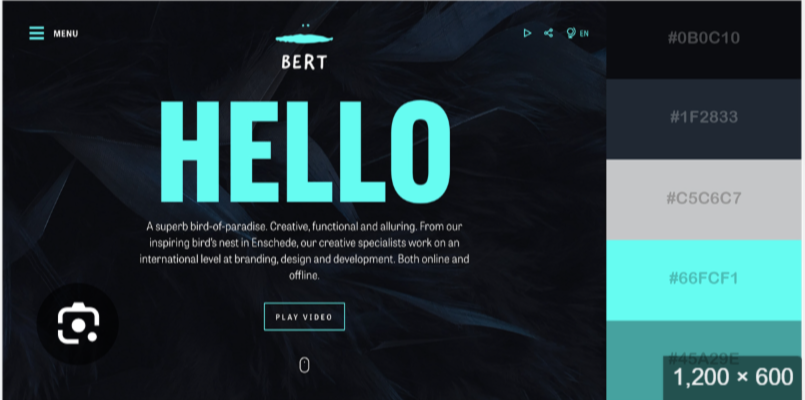 MENU
BERT
EN
HELLO
A superb bird-of-paradise. Creative, functional and alluring. From our
inspiring bird's nest in Enschede, our creative specialists work on an
international level at branding, design and development. Both online and
offline.
PLAY VIDEO
#0B0C10
#1F2833
#C5C6C7
#66FCF1
#45A29E
1,200 × 600